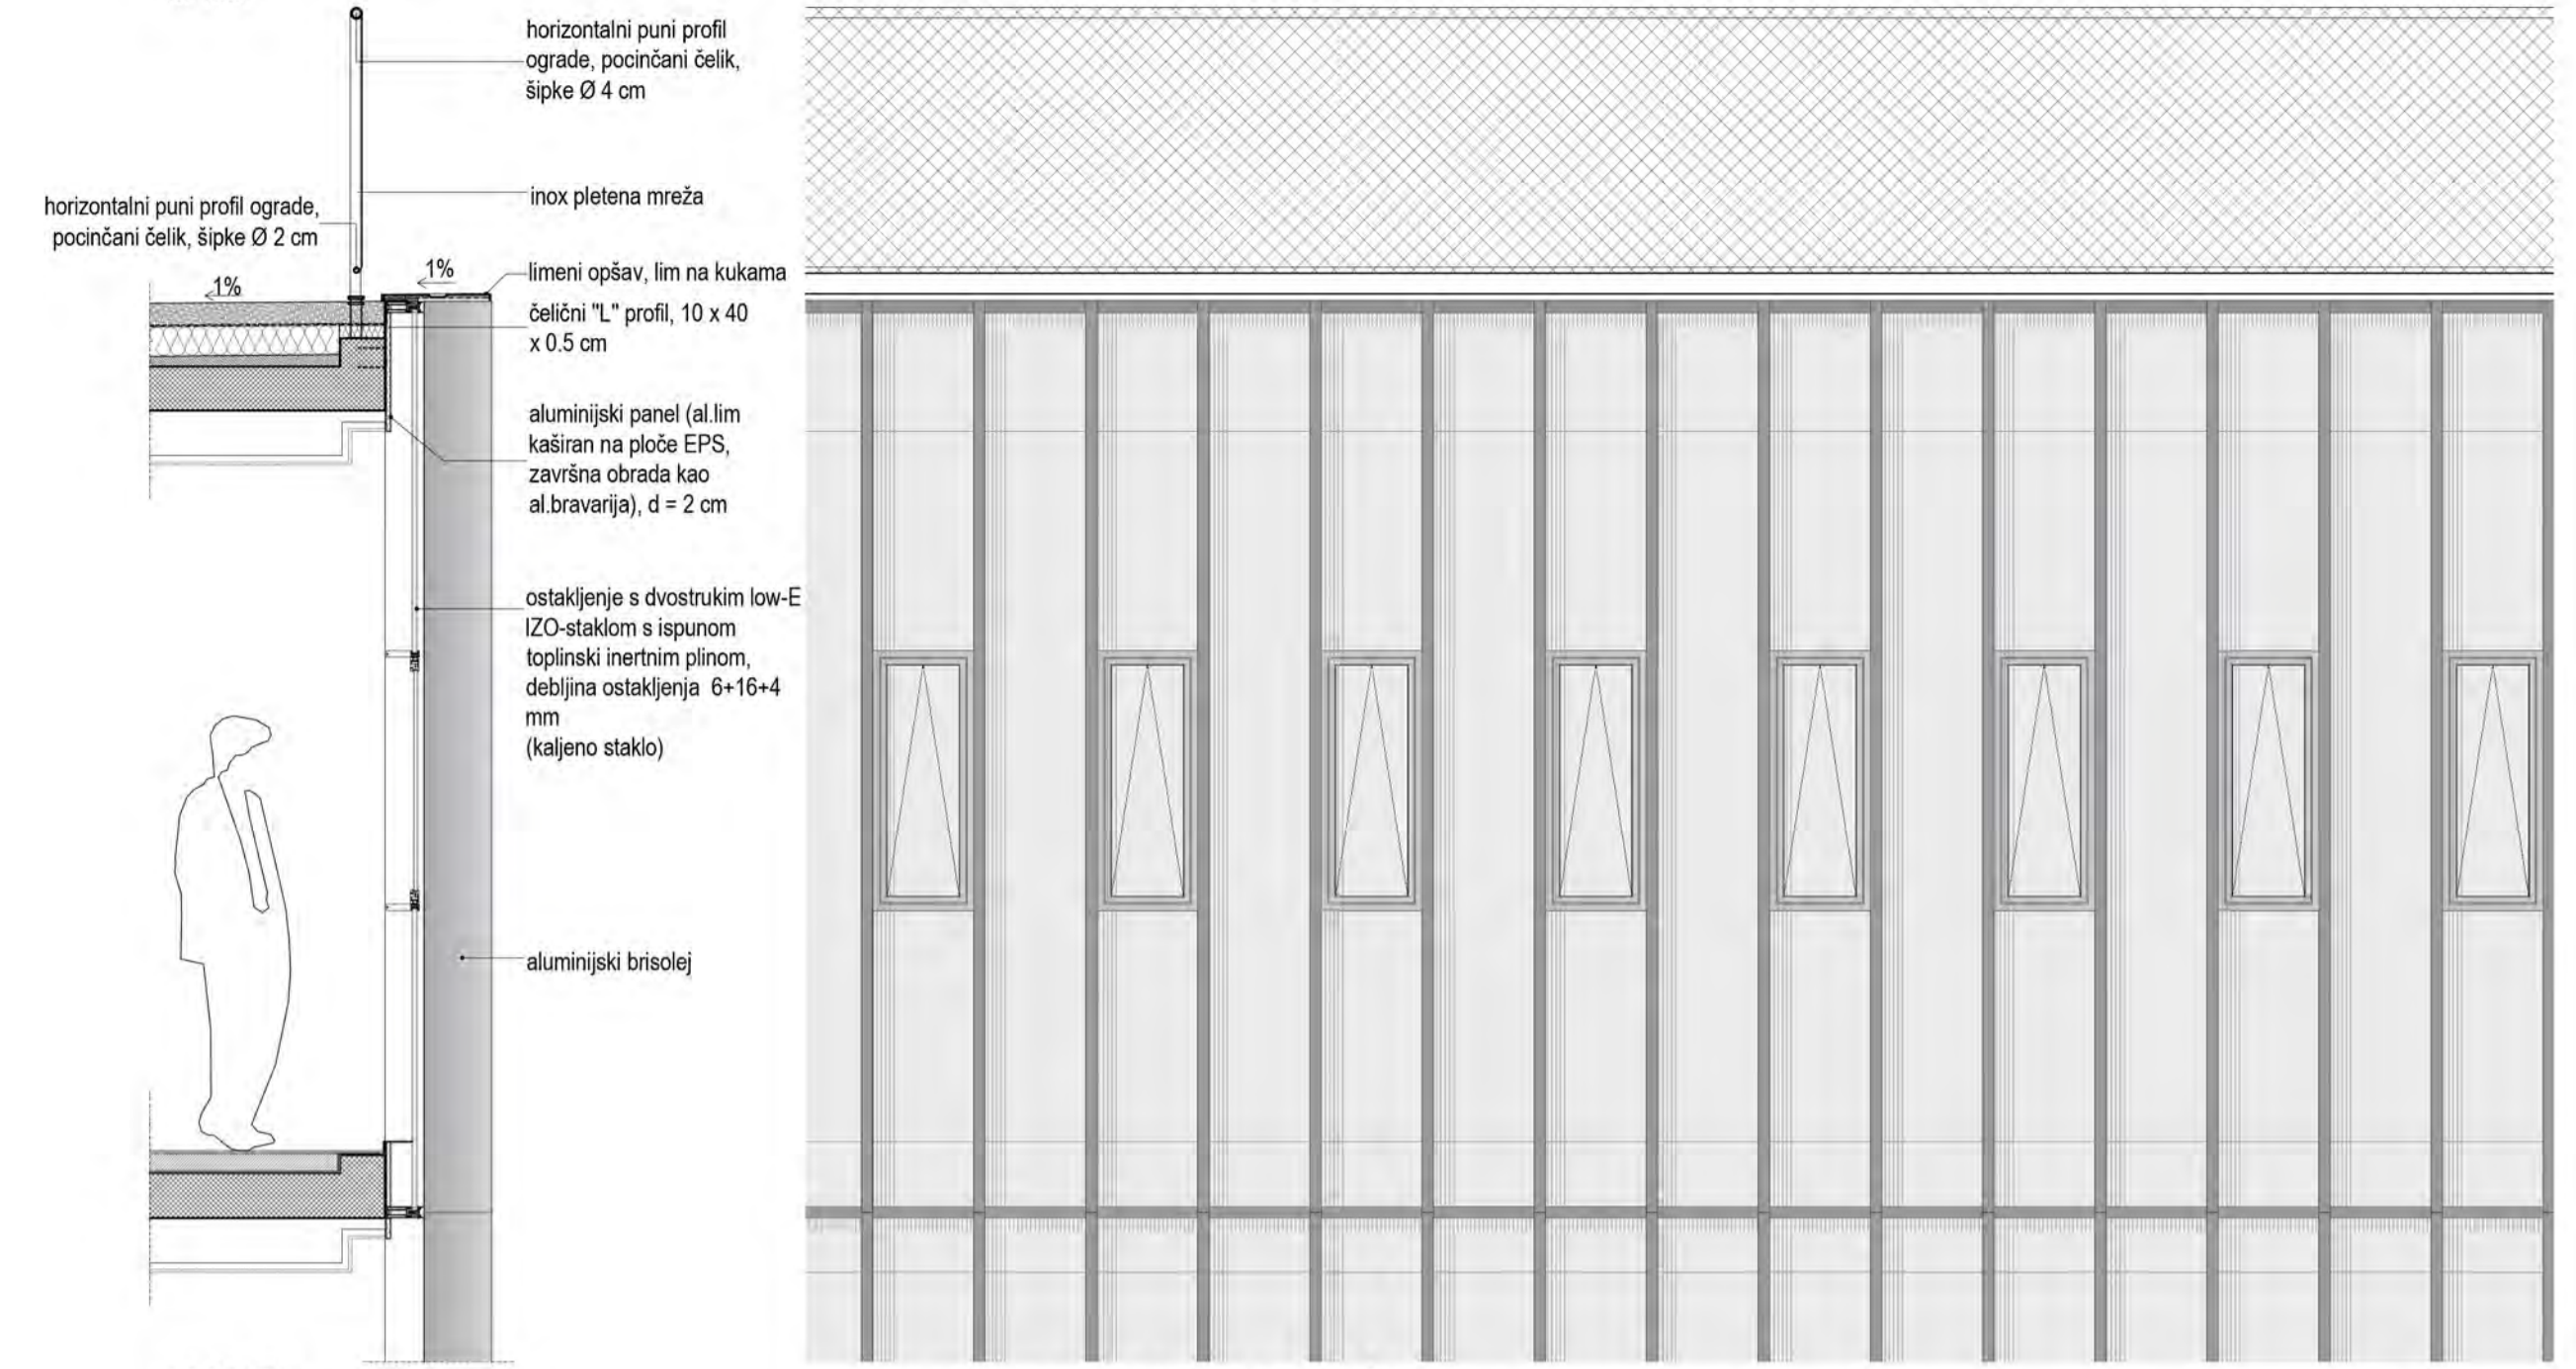 horizontalni puni profil
ograde, pocinčani čelik,
šipke Ø 4 cm
inox pletena mreža
horizontalni puni profil ograde,
pocinčani čelik, šipke Ø 2 cm
1%
1%
limeni opšav, lim na kukama
čelični "L" profil, 10 x 40
x 0.5 cm
aluminijski panel (al.lim
kaširan na ploče EPS,
završna obrada kao
al.bravarija), d = 2 cm
ostakljenje s dvostrukim low-E
IZO-staklom s ispunom
toplinski inertnim plinom,
debljina ostakljenja 6+16+4
mm
(kaljeno staklo)
aluminijski brisolej